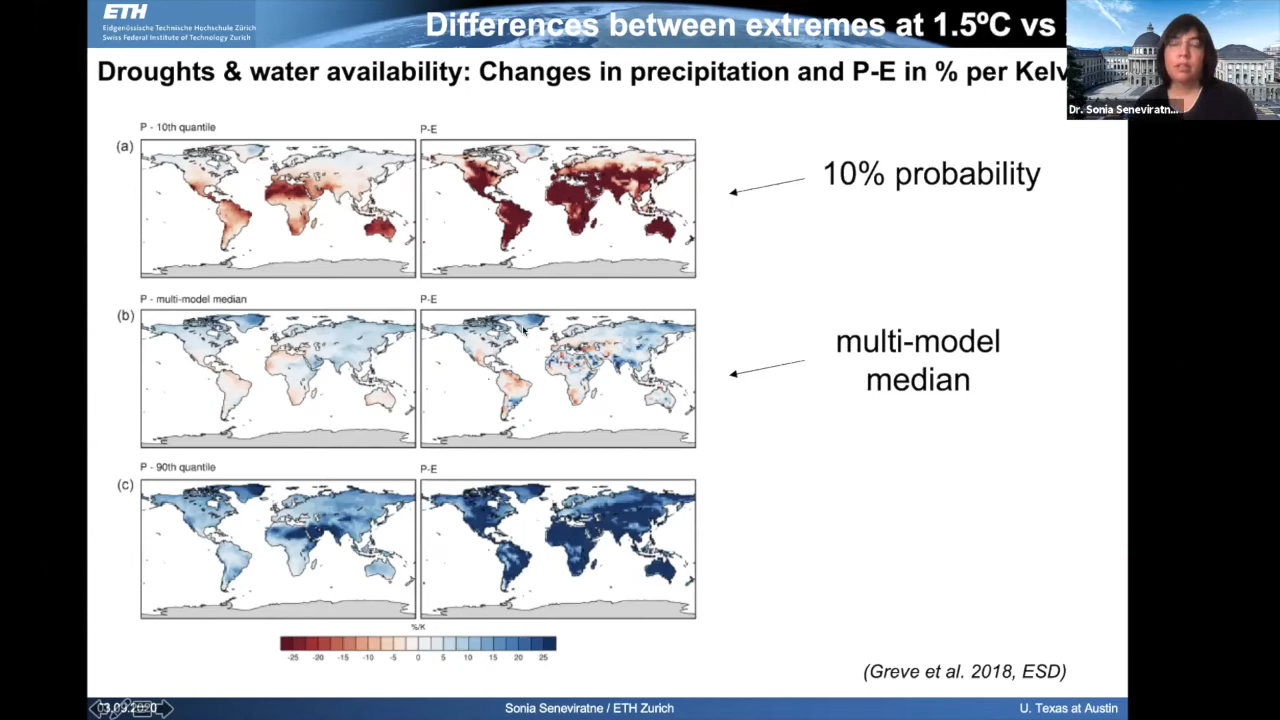 ETH
Eidgenössische Technische Hochschule Zürich
Swiss Federal Institute of Technology Zurich
Differences between extremes at 1.5ºC vs
Dr. Sonia Seneviratn...
Droughts & water availability: Changes in precipitation and P-E in % per Kelv
P - 10th quantile
P-E
(a)
10% probability
P - multi-model median
P-E
(b)
multi-model
median
P - 90th quantile
P-E
(c)
%/K
-25 -20 -15 -10 -5 0 5 10 15 20 25
(Greve et al. 2018, ESD)
03.09.2020
Sonia Seneviratne / ETH Zurich
U. Texas at Austin